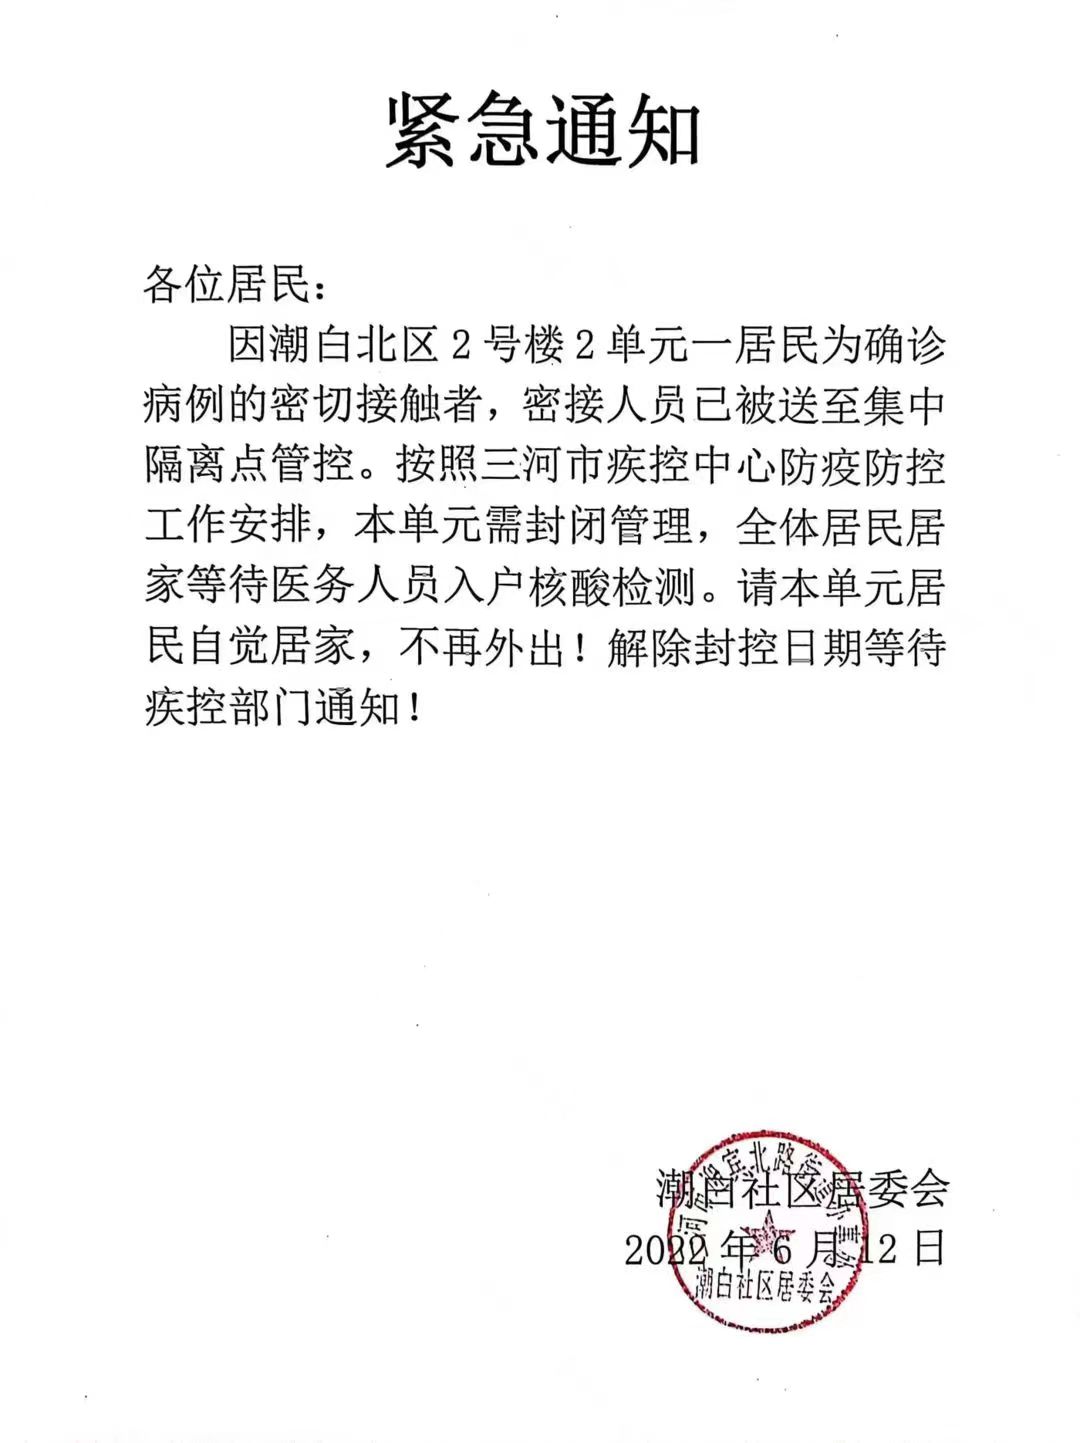 紧急通知
各位居民：
因潮白北区2号楼2单元一居民为确诊
病例的密切接触者，密接人员已被送至集中
隔离点管控。按照三河市疾控中心防疫防控
工作安排，本单元需封闭管理，全体居民居
家等待医务人员入户核酸检测。请本单元居
民自觉居家，不再外出！解除封控日期等待
疾控部门通知！
潮白社区居委会
2022年6月12日
潮白社区居委会